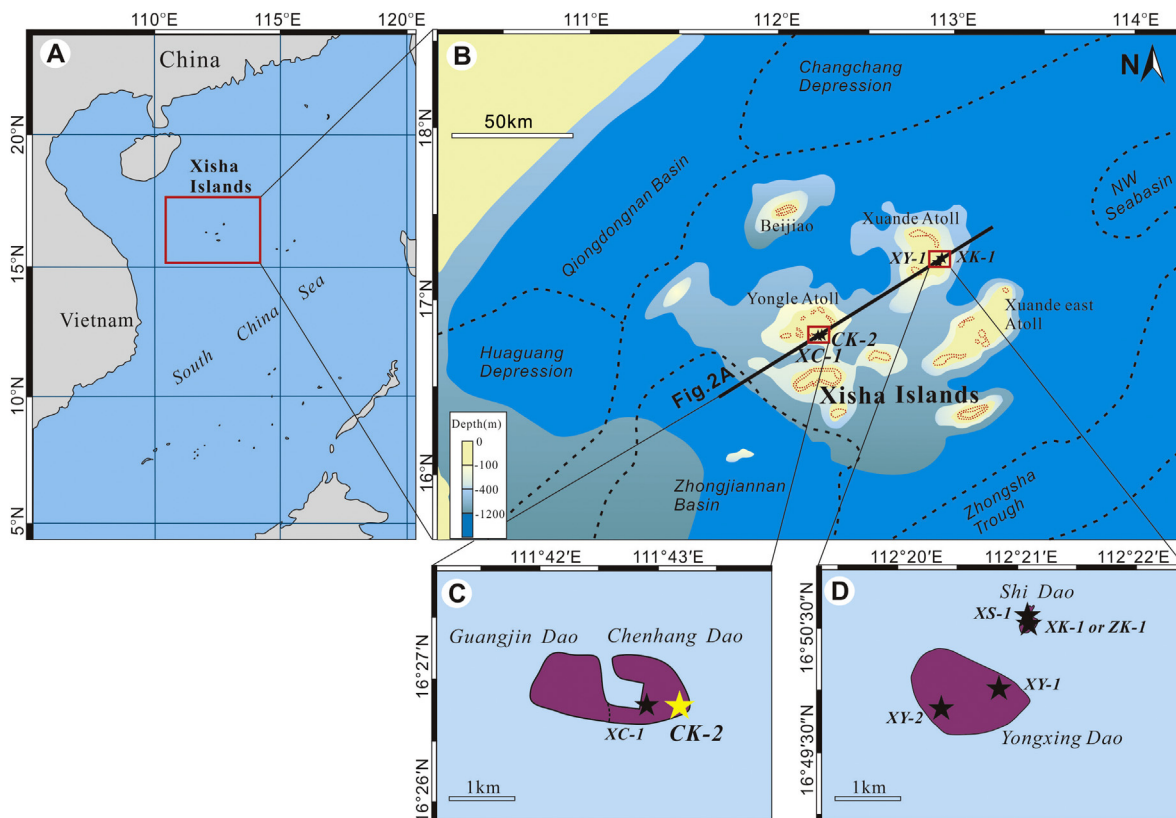 110°E
115°E
120°E
A
China
20°N
15°N
10°N
5°N
Xisha
Islands
Vietnam
South China Sea
111°E
112°E
113°E
114°E
B
N
50km
18°N
17°N
16°N
Changchang
Depression
Qiongdongnan Basin
NW
Seabasin
Beijiao
Xuande Atoll
XY-1
XK-1
Yongle Atoll
CK-2
XC-1
Xuande east
Atoll
Huaguang
Depression
Fig.2A
Xisha Islands
Depth(m)
0
-100
-400
-1200
Zhongjiannan
Basin
Zhongsha
Trough
111°42′E
111°43′E
C
16°27′N
16°26′N
Guangjin Dao
Chenhang Dao
XC-1
CK-2
1km
112°20′E
112°21′E
112°22′E
D
16°50′30″N
16°49′30″N
Shi Dao
XS-1
XK-1 or ZK-1
XY-1
XY-2
Yongxing Dao
1km